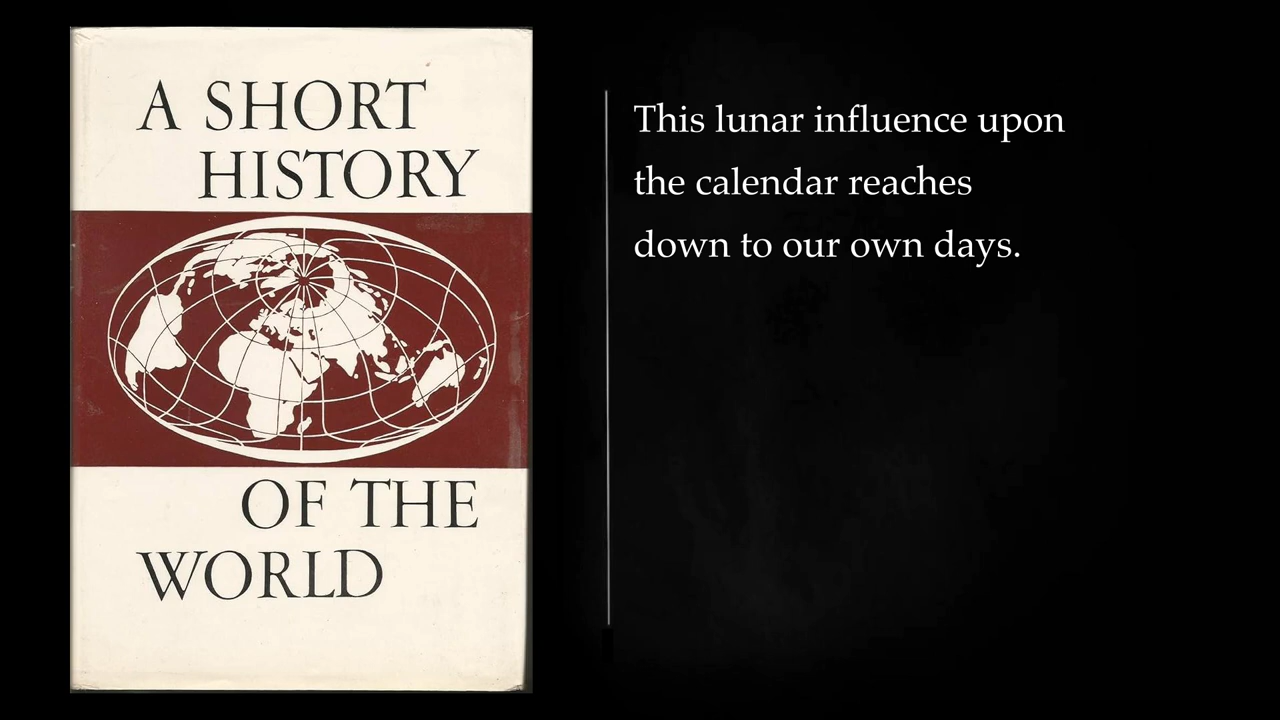 A SHORT
HISTORY
OF THE
WORLD
This lunar influence upon
the calendar reaches
down to our own days.